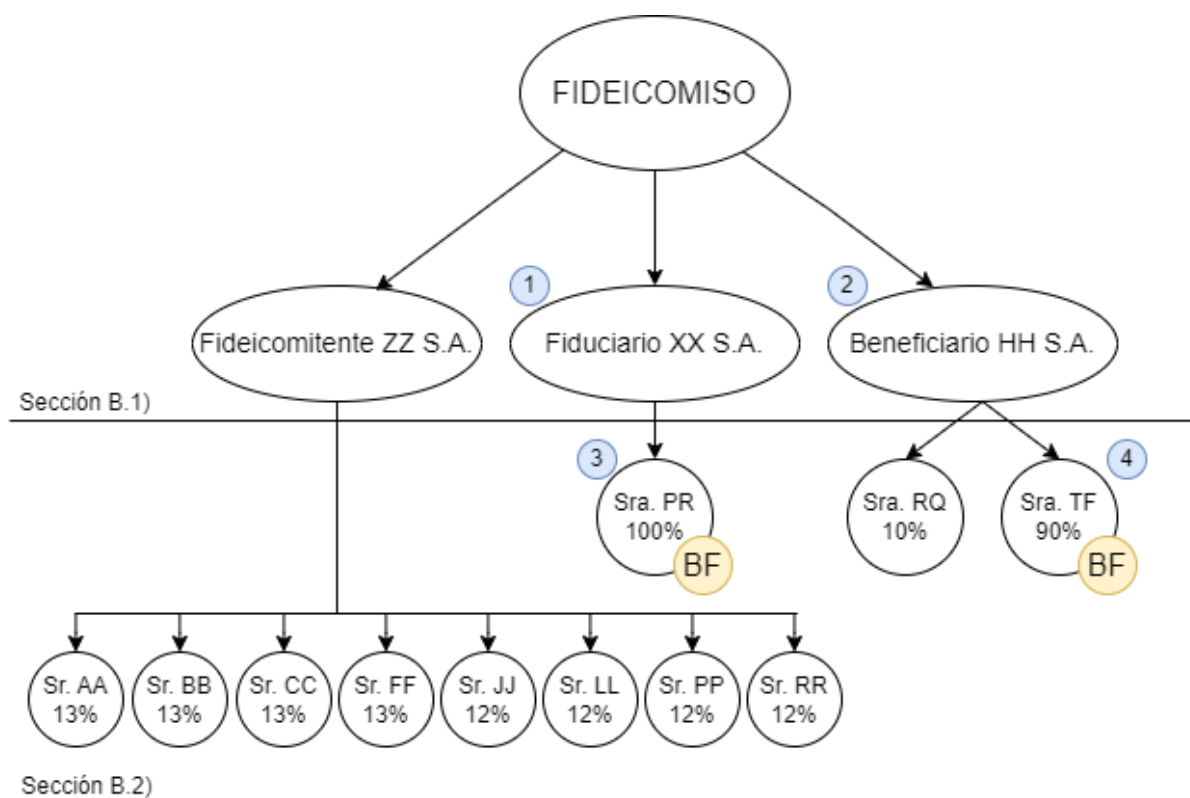 FIDEICOMISO
1
2
Fideicomitente ZZ S.A.
Fiduciario XX S.A.
Beneficiario HH S.A.
Sección B.1)
3
4
Sra. PR
100%
BF
Sra. RQ
10%
Sra. TF
90%
BF
Sr. AA
13%
Sr. BB
13%
Sr. CC
13%
Sr. FF
13%
Sr. JJ
12%
Sr. LL
12%
Sr. PP
12%
Sr. RR
12%
Sección B.2)